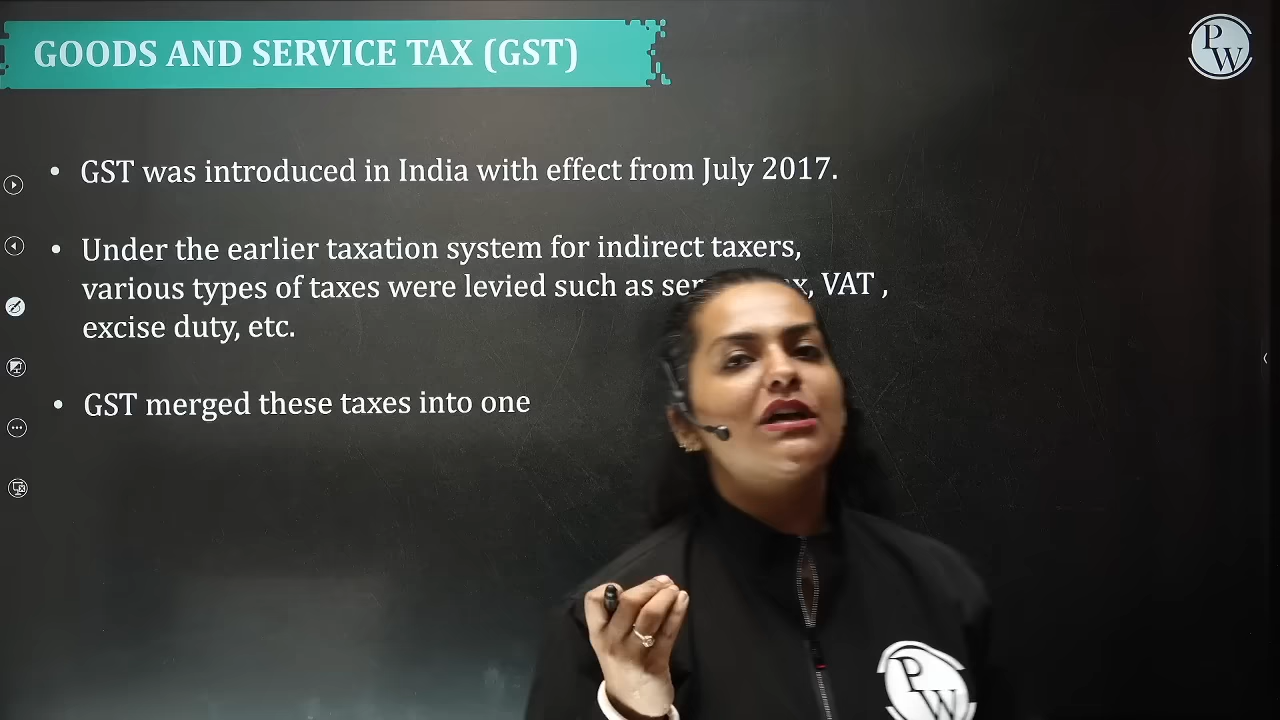 GOODS AND SERVICE TAX (GST)
PW
• GST was introduced in India with effect from July 2017.
• Under the earlier taxation system for indirect taxers,
various types of taxes were levied such as VAT ,
excise duty, etc.
• GST merged these taxes into one
PW